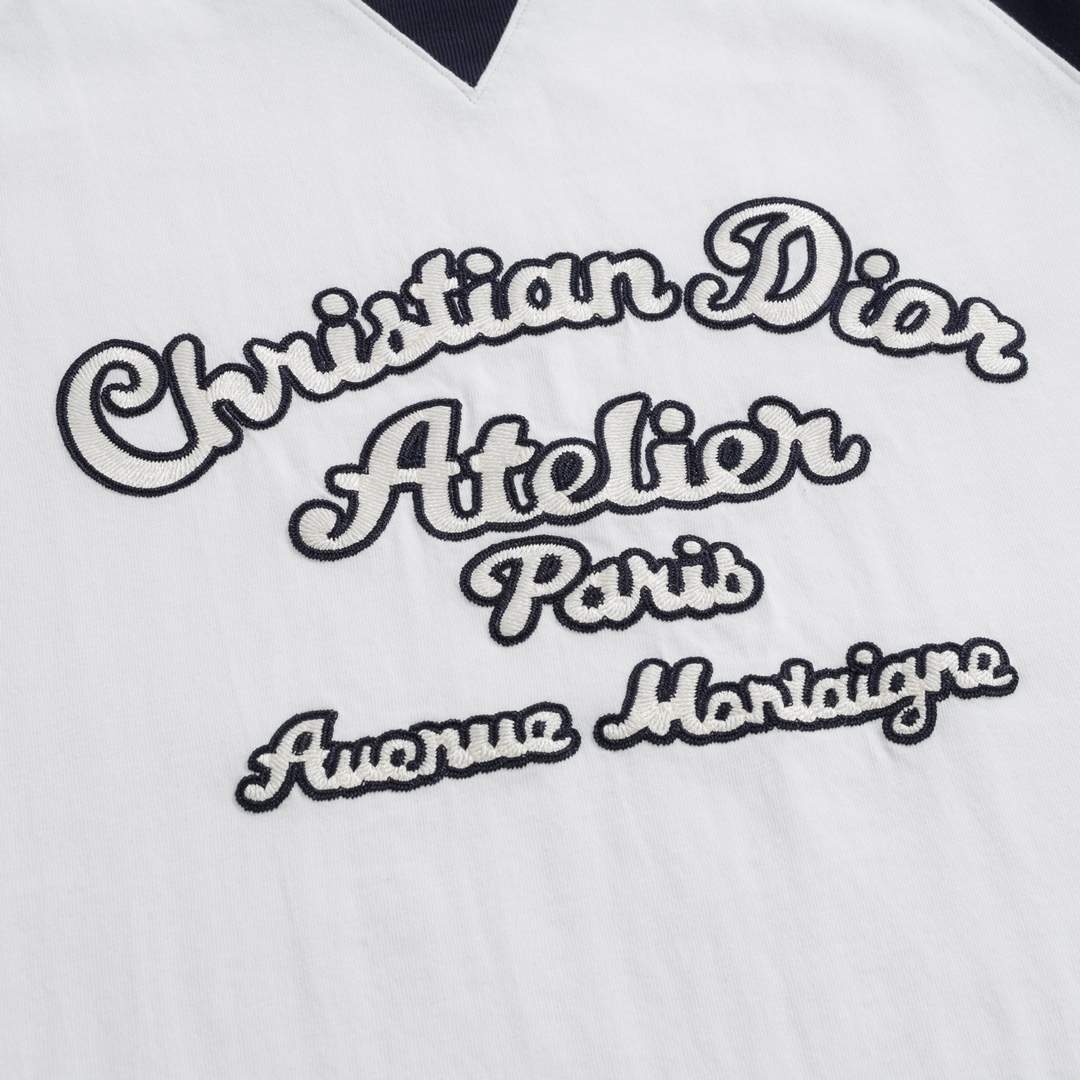 Christian Dior
Atelier
Paris
Avenue Montaigne